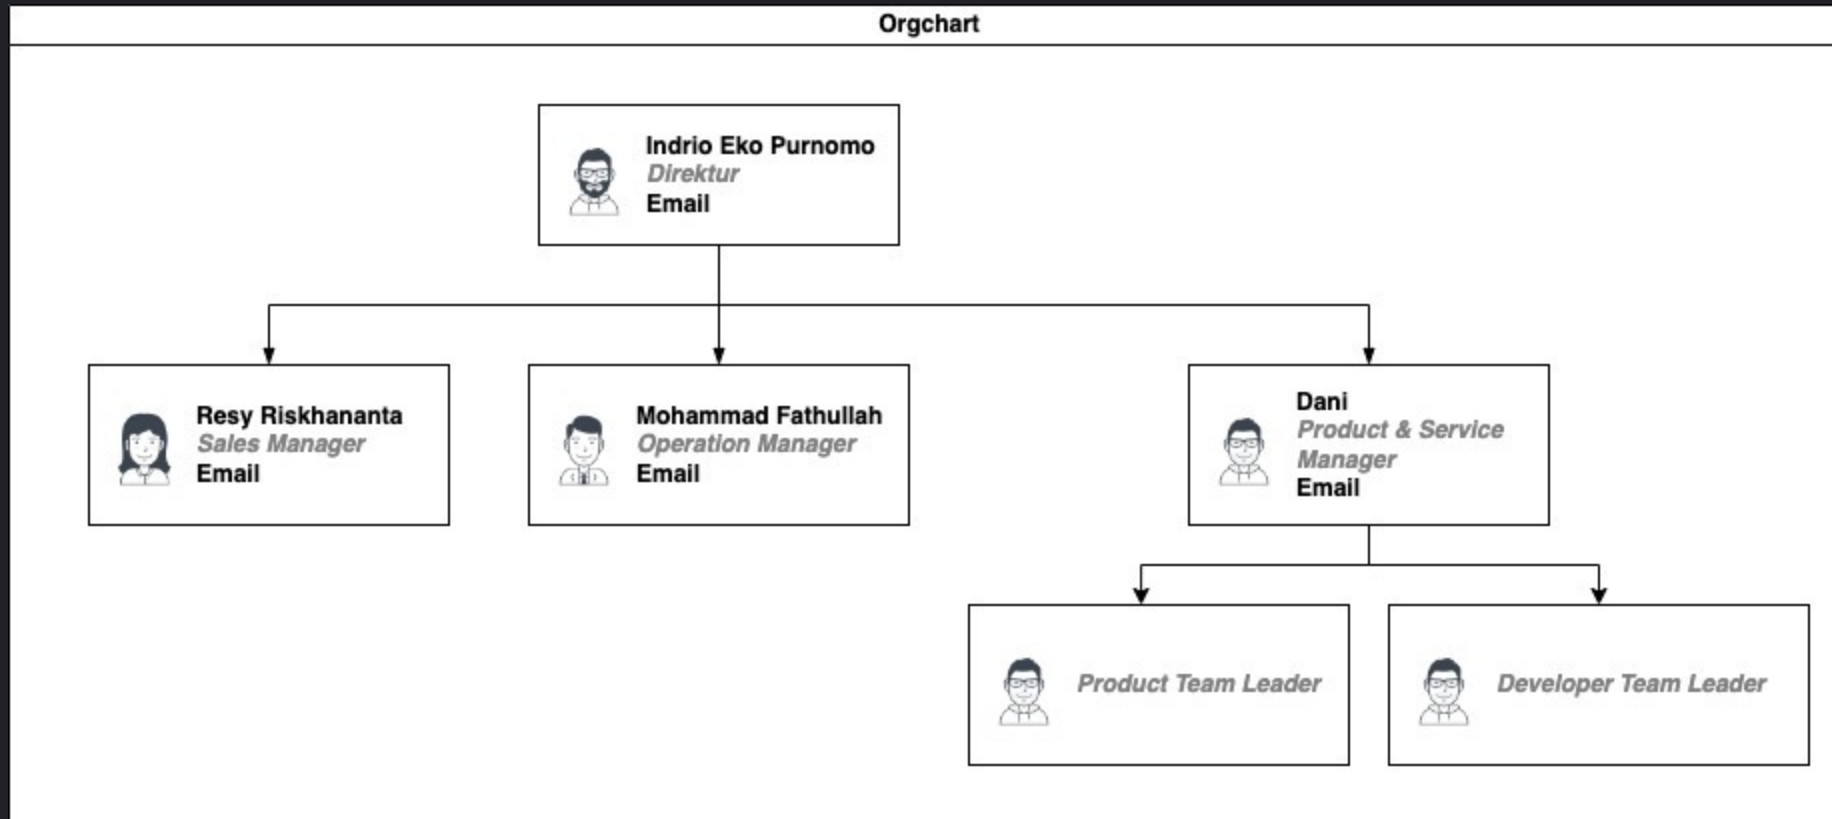 Orgchart
Indrio Eko Purnomo
Direktur
Email
Resy Riskhananta
Sales Manager
Email
Mohammad Fathullah
Operation Manager
Email
Dani
Product & Service
Manager
Email
Product Team Leader
Developer Team Leader